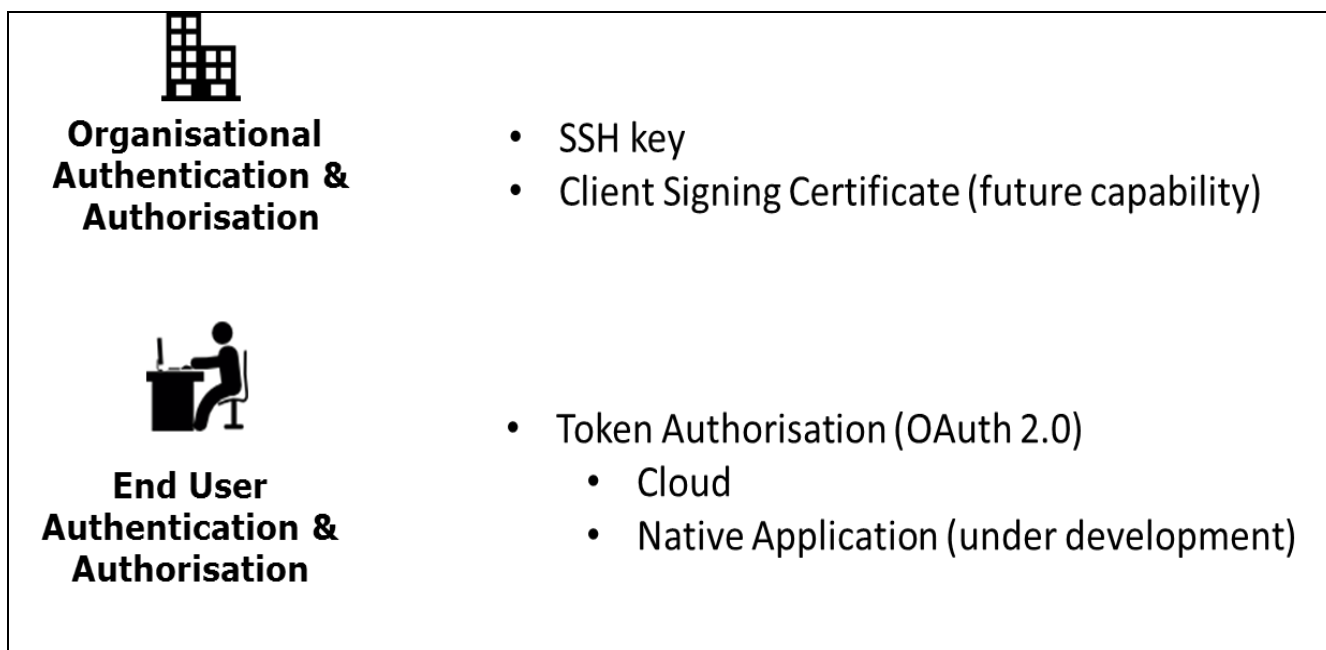 Organisational
Authentication &
Authorisation
• SSH key
• Client Signing Certificate (future capability)
End User
Authentication &
Authorisation
• Token Authorisation (OAuth 2.0)
• Cloud
• Native Application (under development)